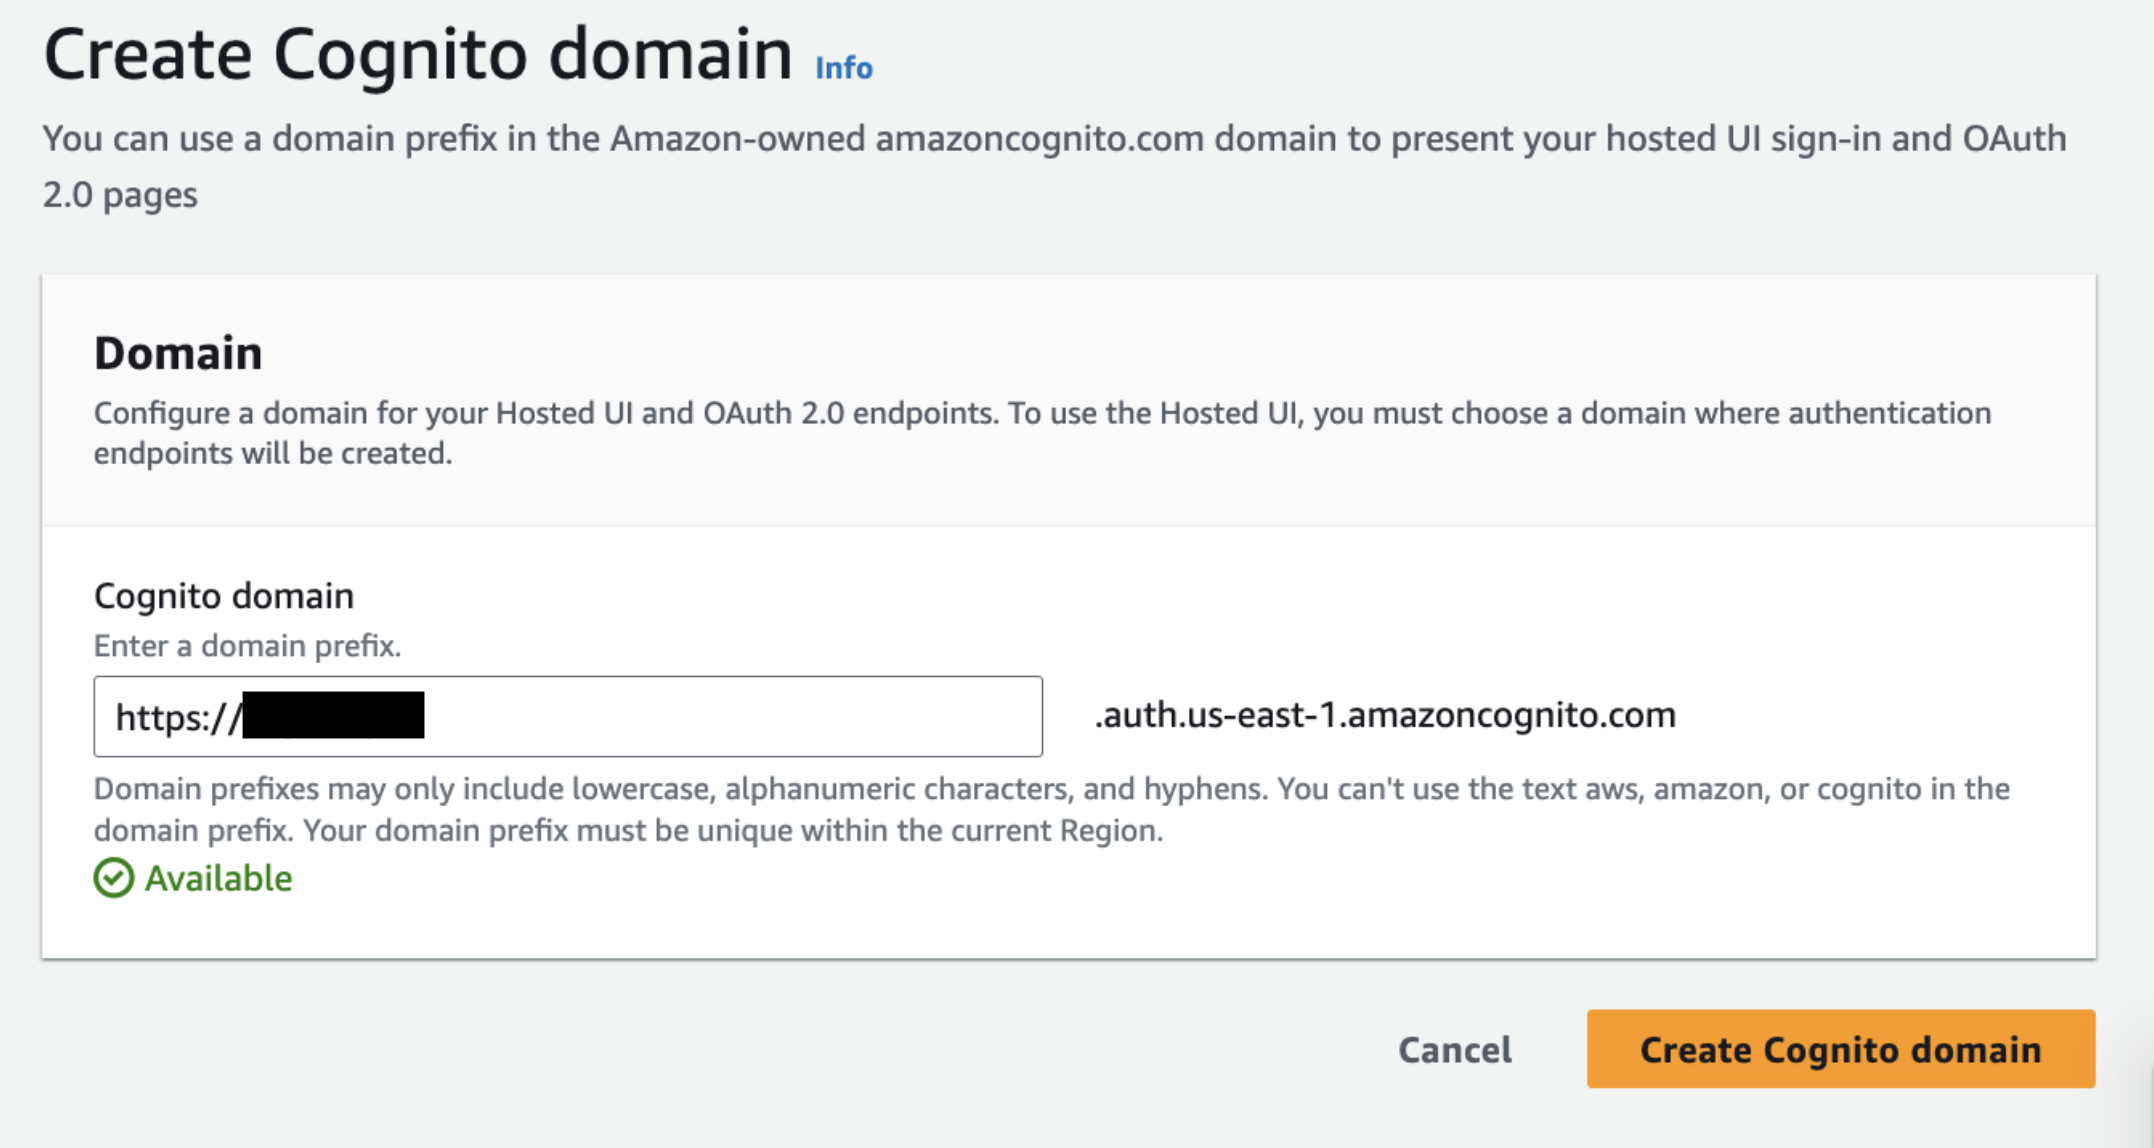 Create Cognito domain Info
You can use a domain prefix in the Amazon-owned amazoncognito.com domain to present your hosted UI sign-in and OAuth
2.0 pages
Domain
Configure a domain for your Hosted UI and OAuth 2.0 endpoints. To use the Hosted UI, you must choose a domain where authentication
endpoints will be created.
Cognito domain
Enter a domain prefix.
https:// .auth.us-east-1.amazoncognito.com
Domain prefixes may only include lowercase, alphanumeric characters, and hyphens. You can't use the text aws, amazon, or cognito in the
domain prefix. Your domain prefix must be unique within the current Region.
Available
Cancel Create Cognito domain